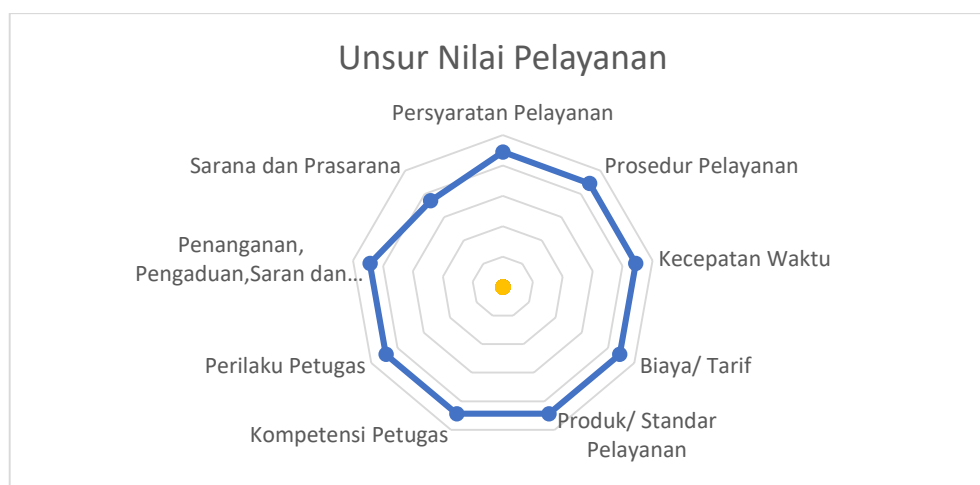 Unsur Nilai Pelayanan
Persyaratan Pelayanan
Prosedur Pelayanan
Kecepatan Waktu
Biaya/ Tarif
Produk/ Standar
Pelayanan
Kompetensi Petugas
Perilaku Petugas
Penanganan,
Pengaduan,Saran dan...
Sarana dan Prasarana